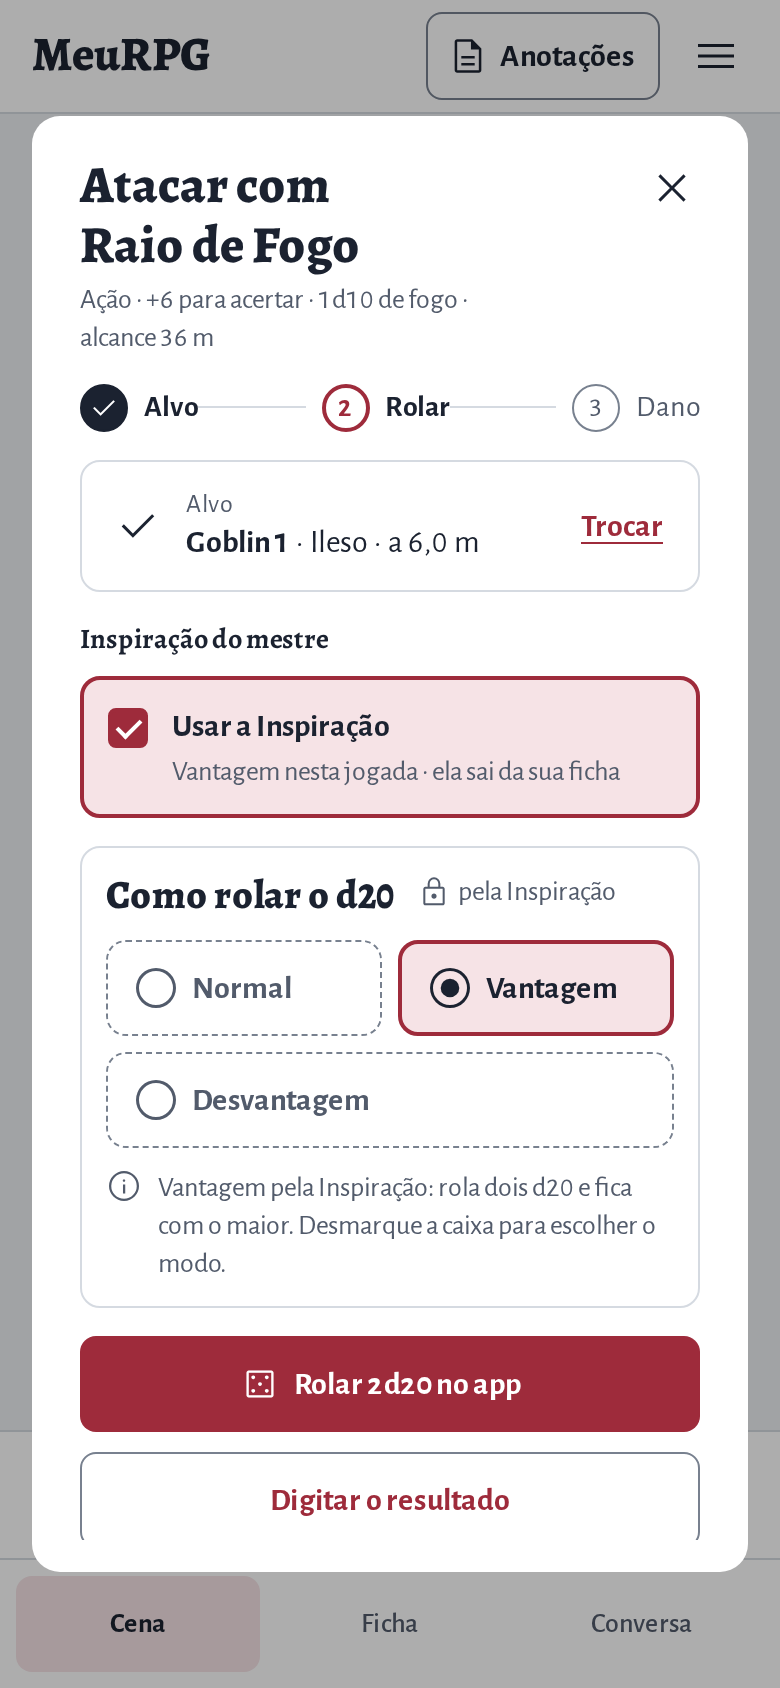 MeuRPG
Anotações
Atacar com
Raio de Fogo
Ação · +6 para acertar · 1d10 de fogo ·
alcance 36 m
Alvo
2 Rolar
3 Dano
Alvo
Goblin 1 · Ileso · a 6,0 m
Trocar
Inspiração do mestre
Usar a Inspiração
Vantagem nesta jogada · ela sai da sua ficha
Como rolar o d20
pela Inspiração
Normal
Vantagem
Desvantagem
Vantagem pela Inspiração: rola dois d20 e fica
com o maior. Desmarque a caixa para escolher o
modo.
Rolar 2d20 no app
Digitar o resultado
Cena
Ficha
Conversa